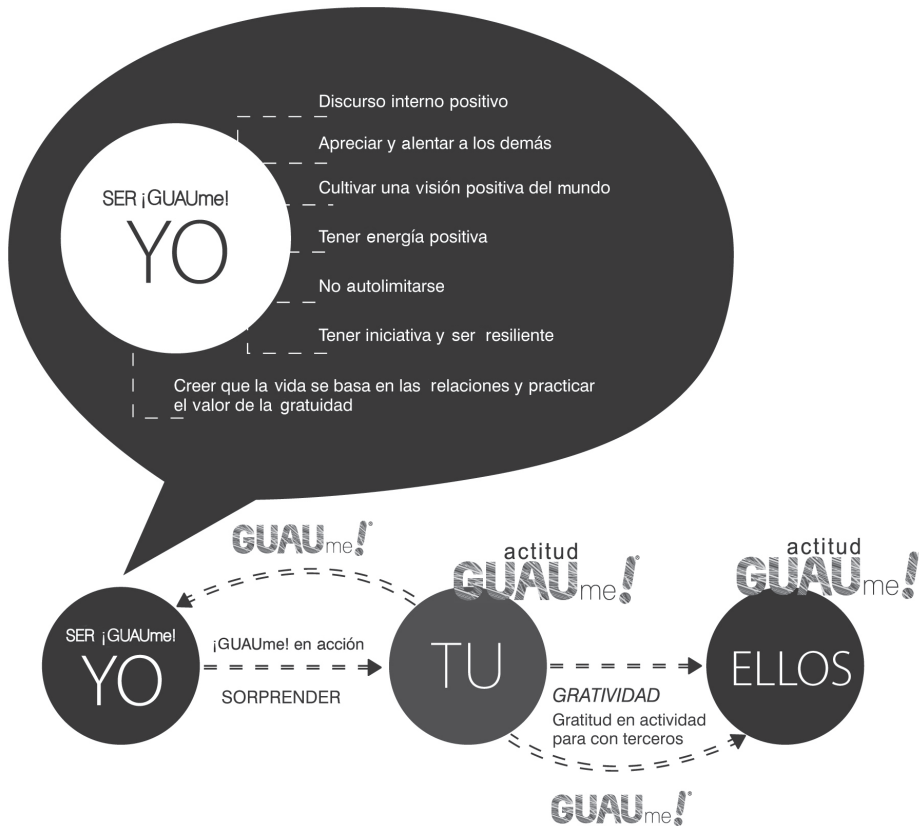 Discurso interno positivo
Apreciar y alentar a los demás
SER ¡GUAUme!
YO
Cultivar una visión positiva del mundo
Tener energía positiva
No autolimitarse
Tener iniciativa y ser resiliente
Creer que la vida se basa en las relaciones y practicar
el valor de la gratuidad
GUAUme!®
actitud
GUAUme!®
actitud
GUAUme!®
SER ¡GUAUme!
YO
¡GUAUme! en acción
SORPRENDER
TU
GRATIVIDAD
Gratitud en actividad
para con terceros
ELLOS
GUAUme!®